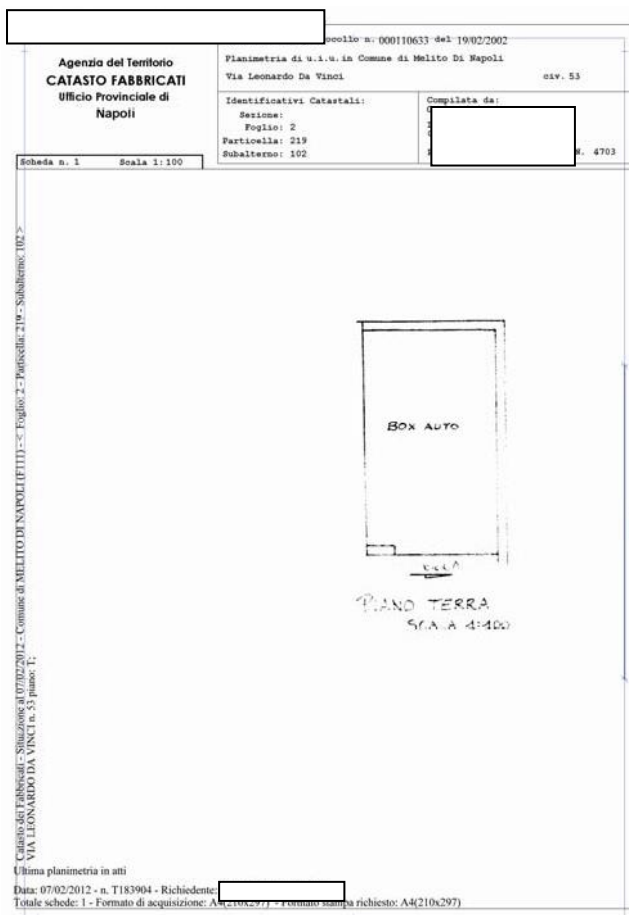 ocollo n. 000110633 del 19/02/2002
Agenzia del Territorio
CATASTO FABBRICATI
Ufficio Provinciale di
Napoli
Planimetria di u.i.u. in Comune di Melito Di Napoli
Via Leonardo Da Vinci civ. 53
Identificativi Catastali:
Sezione:
Foglio: 2
Particella: 219
Subalterno: 102
Compilata da:
N. 4703
Scheda n. 1 Scala 1:100
BOX AUTO
PIANO TERRA
SCALA 1:100
Catasto dei Fabbricati - Situazione al 07/02/2012 - Comune di MELITO DI NAPOLI (F111) - < Foglio: 2 - Particella: 219 - Subalterno: 102 >
VIA LEONARDO DA VINCI n. 53 piano: T;
Ultima planimetria in atti
Data: 07/02/2012 - n. T183904 - Richiedente:
Totale schede: 1 - Formato di acquisizione: A4(210x297) - Formato stampa richiesto: A4(210x297)